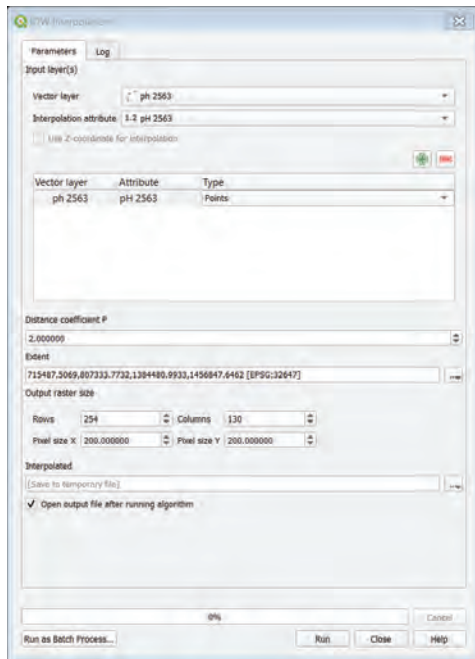 IDW Interpolation
Parameters Log
Input layer(s)
Vector layer ph 2563
Interpolation attribute 1.2 pH 2563
Use Z-coordinate for interpolation
Vector layer Attribute Type
ph 2563 pH 2563 Points
Distance coefficient P
2.000000
Extent
715487.5069,807333.7732,1384480.9933,1456847.6462 [EPSG:32647]
Output raster size
Rows 254 Columns 130
Pixel size X 200.000000 Pixel size Y 200.000000
Interpolated
[Save to temporary file]
Open output file after running algorithm
0% Cancel
Run as Batch Process... Run Close Help